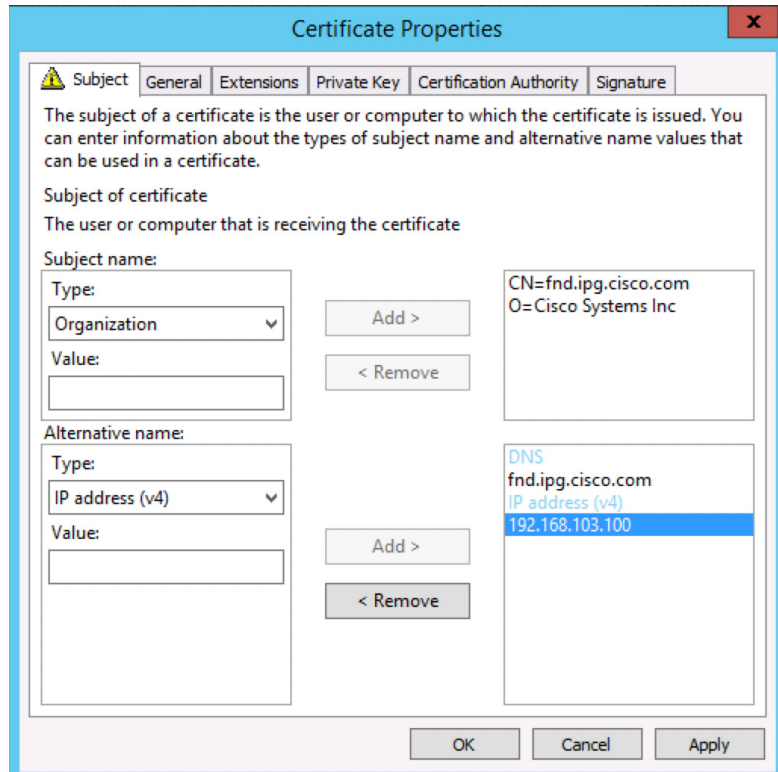 Certificate Properties
x
Subject General Extensions Private Key Certification Authority Signature
The subject of a certificate is the user or computer to which the certificate is issued. You
can enter information about the types of subject name and alternative name values that
can be used in a certificate.
Subject of certificate
The user or computer that is receiving the certificate
Subject name:
Type:
Organization
Value:
Add >
< Remove
CN=fnd.ipg.cisco.com
O=Cisco Systems Inc
Alternative name:
Type:
IP address (v4)
Value:
Add >
< Remove
DNS
fnd.ipg.cisco.com
IP address (v4)
192.168.103.100
OK Cancel Apply